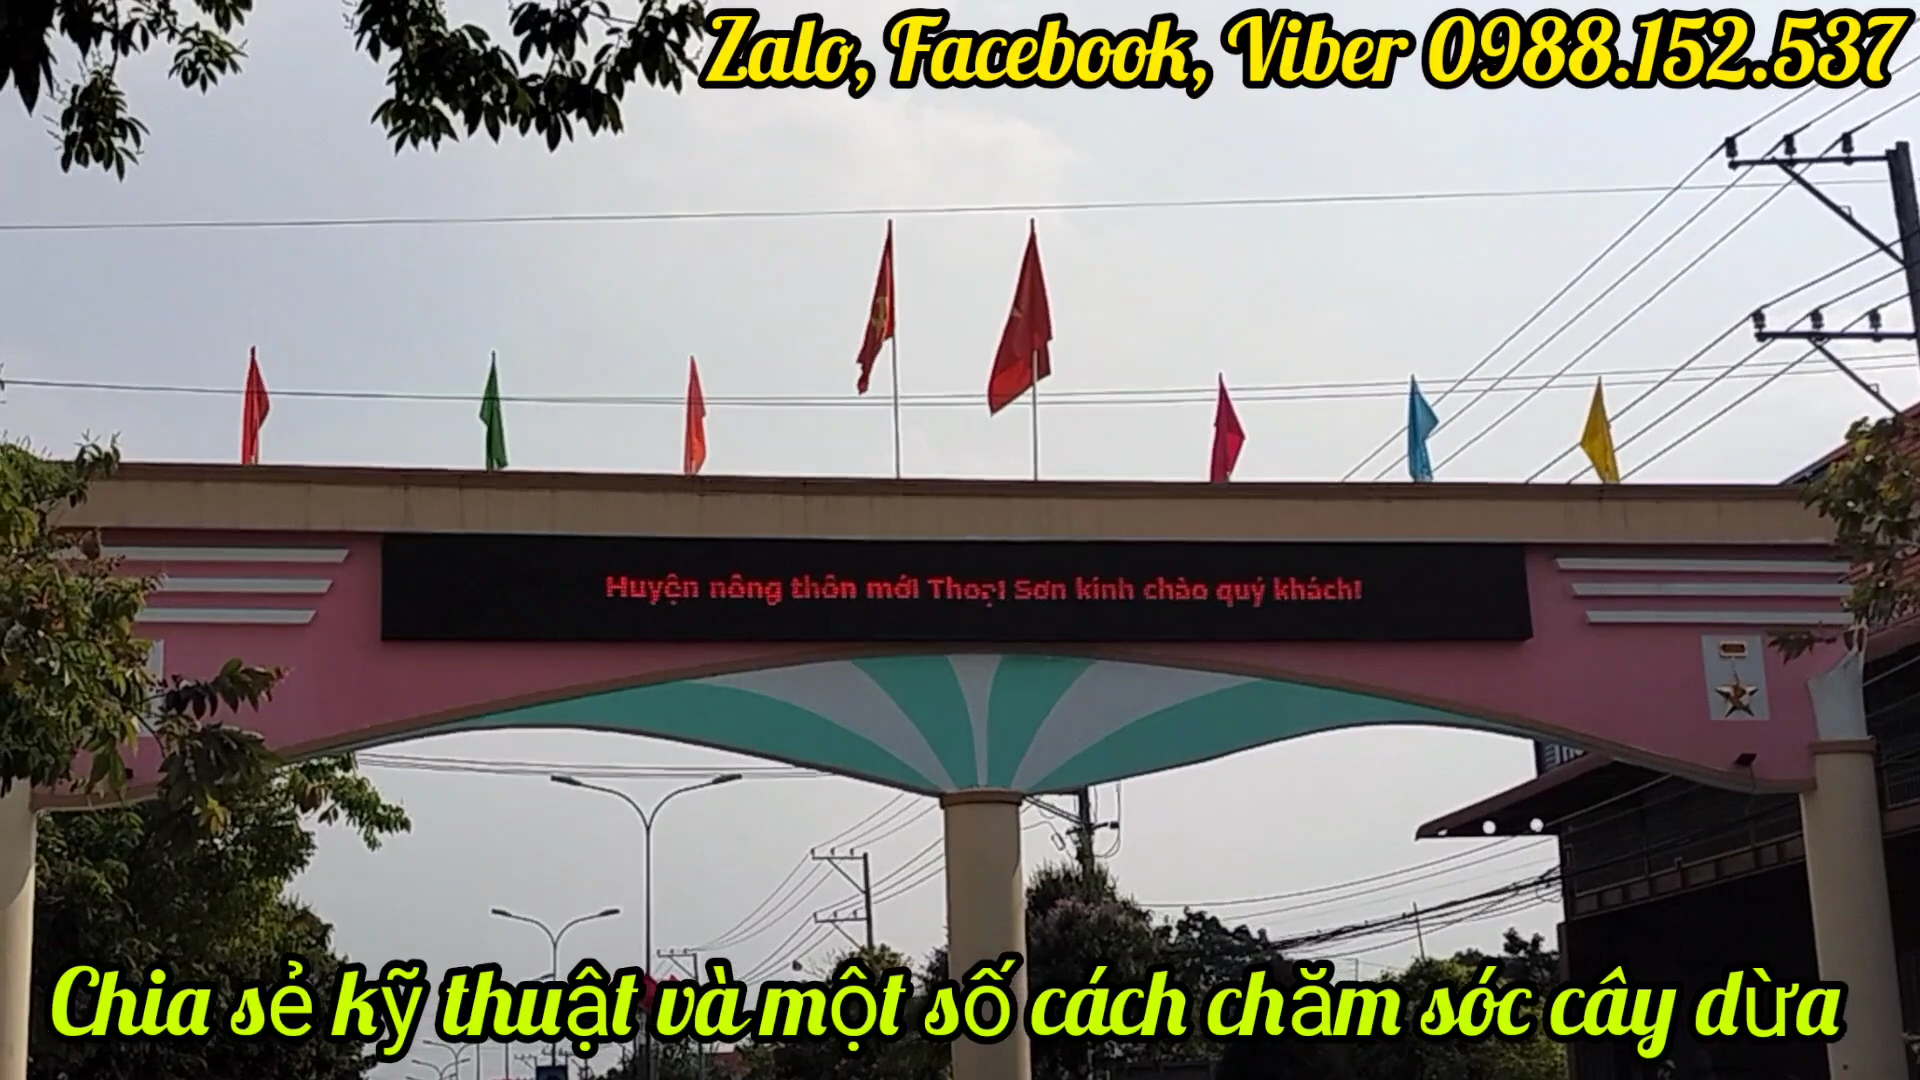 Zalo, Facebook, Viber 0988.152.537
Huyện nông thôn mới Thoại Sơn kính chào quý khách!
Chia sẻ kỹ thuật và một số cách chăm sóc cây dừa